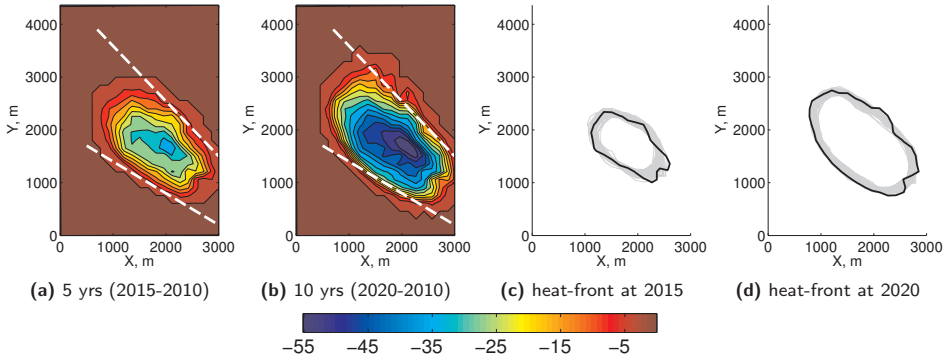 4000
3000
2000
1000
0
Y, m
0 1000 2000 3000
X, m
(a) 5 yrs (2015-2010)
4000
3000
2000
1000
0
Y, m
0 1000 2000 3000
X, m
(b) 10 yrs (2020-2010)
4000
3000
2000
1000
0
Y, m
0 1000 2000 3000
X, m
(c) heat-front at 2015
4000
3000
2000
1000
0
Y, m
0 1000 2000 3000
X, m
(d) heat-front at 2020
−55 −45 −35 −25 −15 −5